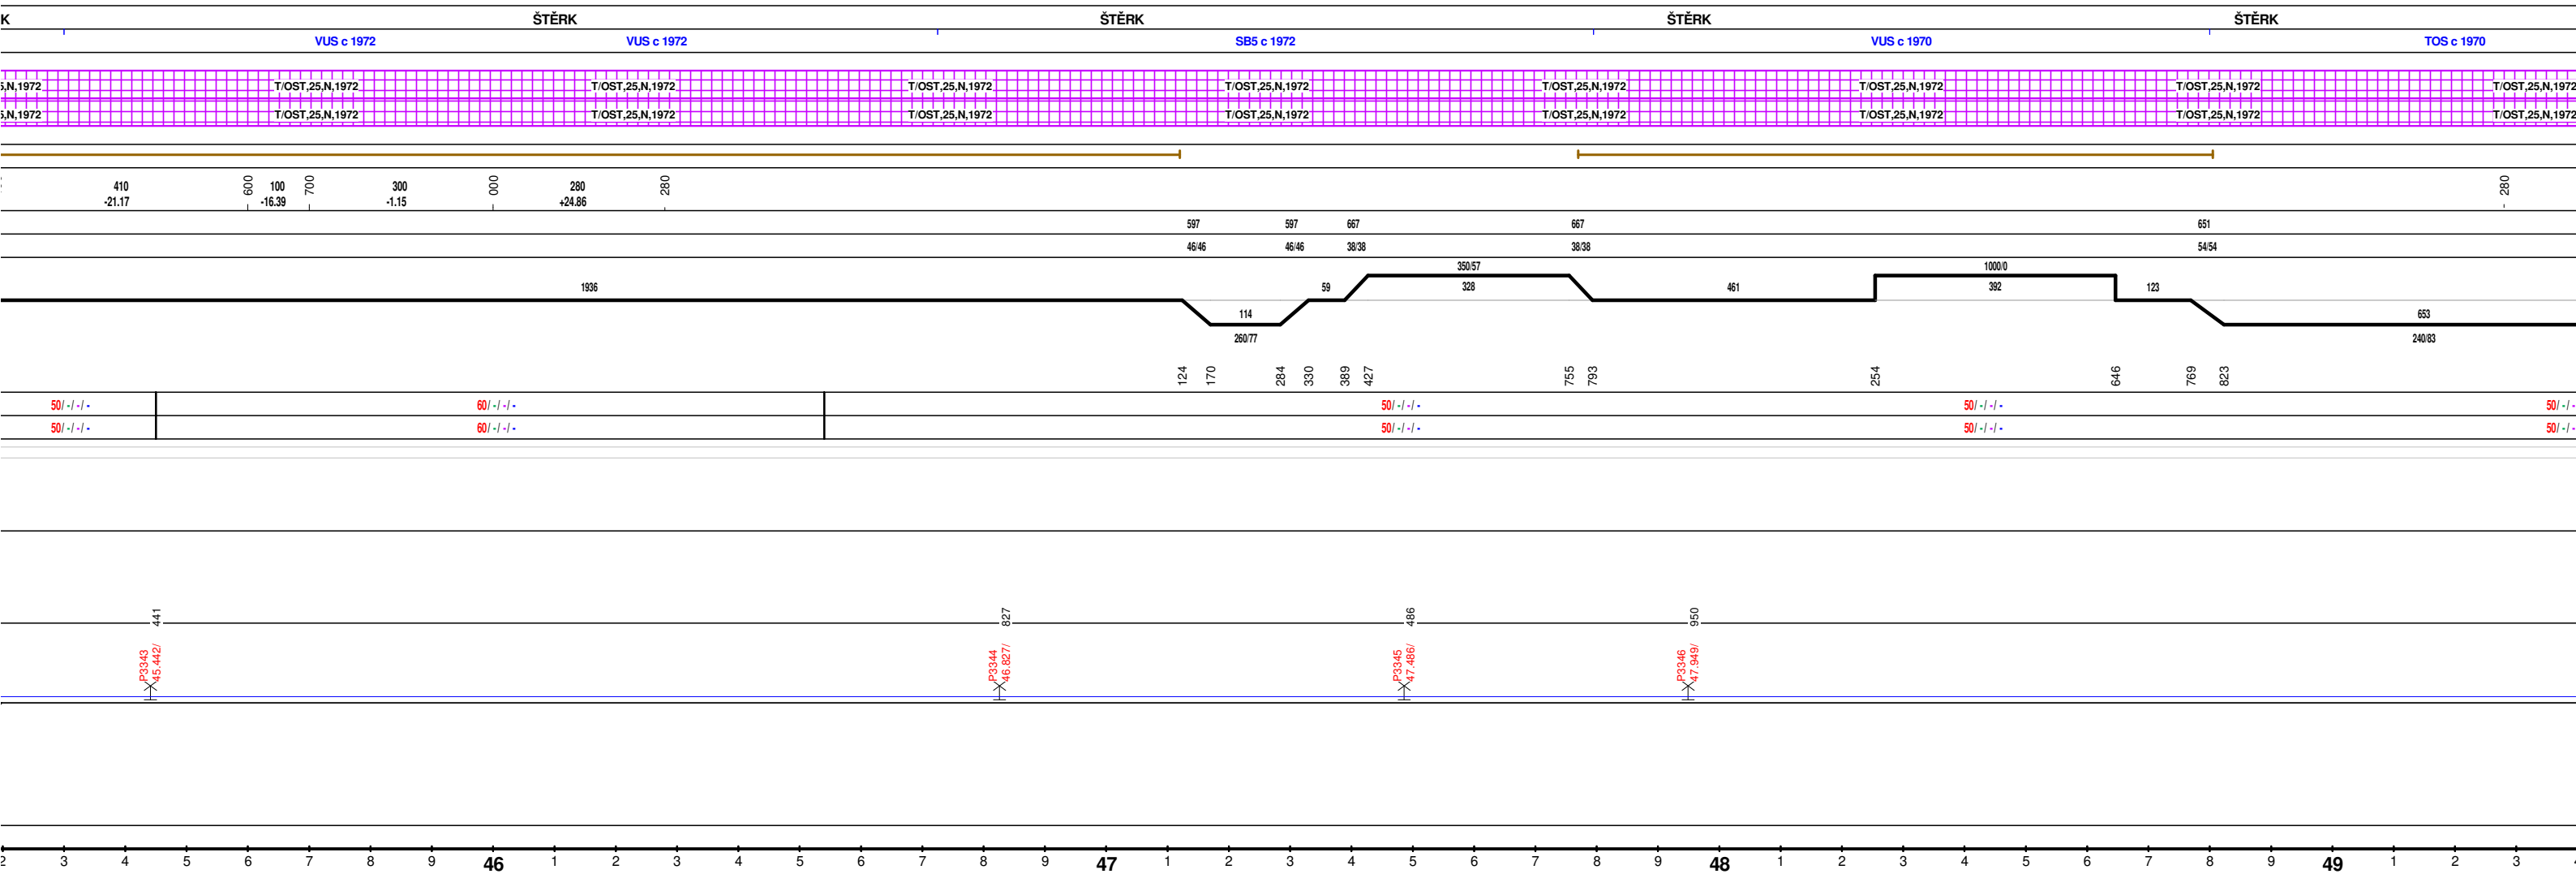 K ŠTĚRK ŠTĚRK ŠTĚRK ŠTĚRK
VUS c 1972 VUS c 1972 SB5 c 1972 VUS c 1970 TOS c 1970
,N,1972 T/OST,25,N,1972 T/OST,25,N,1972 T/OST,25,N,1972 T/OST,25,N,1972 T/OST,25,N,1972 T/OST,25,N,1972 T/OST,25,N,1972 T/OST,25,N,1972
,N,1972 T/OST,25,N,1972 T/OST,25,N,1972 T/OST,25,N,1972 T/OST,25,N,1972 T/OST,25,N,1972 T/OST,25,N,1972 T/OST,25,N,1972 T/OST,25,N,1972
410 600 100 700 300 000 280 280 280
-21.17 -16.39 -1.15 +24.86
597 597 667 667 651
46/46 46/46 38/38 38/38 54/54
350/57 1000/0
1936 59 328 461 392 123
114 653
260/77 240/83
124 170 284 330 389 427 755 793 254 646 769 823
50/ -/ -/ - 60/ -/ -/ - 50/ -/ -/ - 50/ -/ -/ - 50/ -/ -
50/ -/ -/ - 60/ -/ -/ - 50/ -/ -/ - 50/ -/ -/ - 50/ -/ -
441 827 486 950
P3343 45.442/ P3344 46.827/ P3345 47.486/ P3346 47.949/
2 3 4 5 6 7 8 9 46 1 2 3 4 5 6 7 8 9 47 1 2 3 4 5 6 7 8 9 48 1 2 3 4 5 6 7 8 9 49 1 2 3